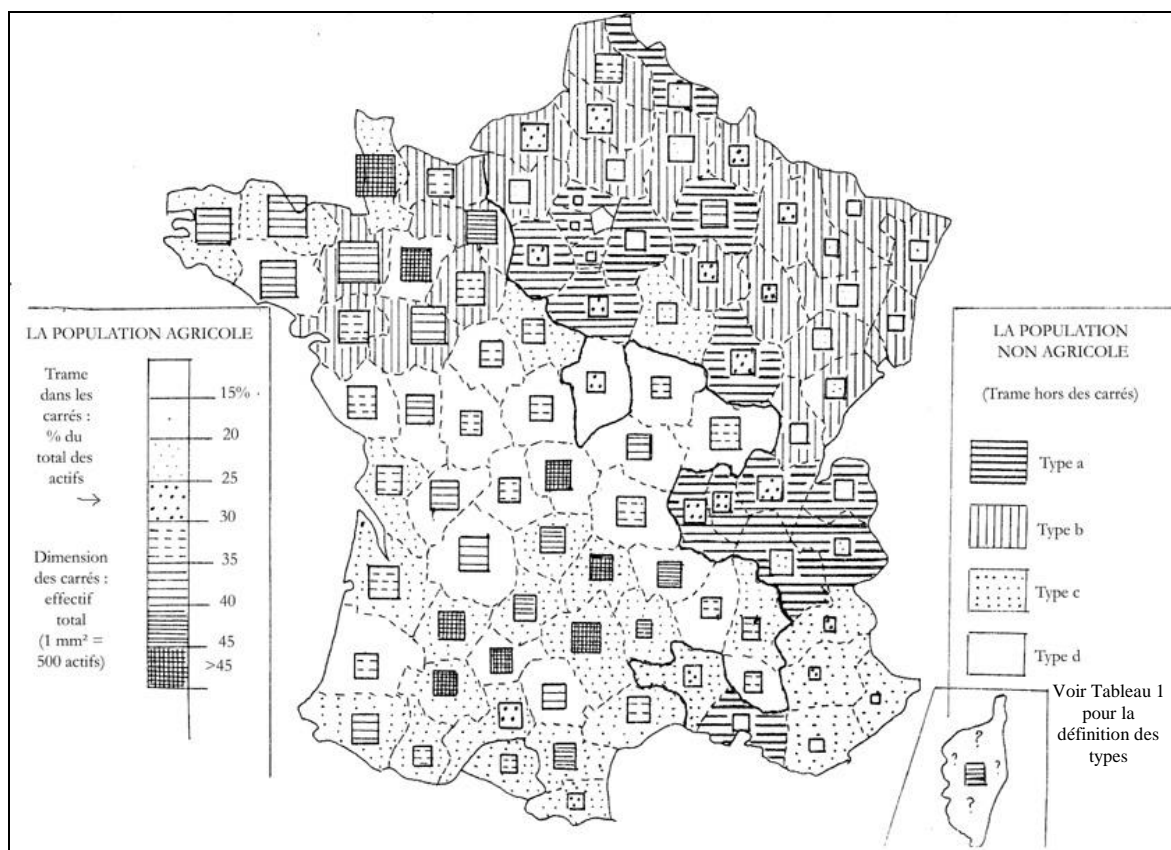 LA POPULATION AGRICOLE
Trame
dans les
carrés :
% du
total des
actifs
→
Dimension
des carrés :
effectif
total
(1 mm² =
500 actifs)
15%
20
25
30
35
40
45
>45
LA POPULATION
NON AGRICOLE
(Trame hors des carrés)
Type a
Type b
Type c
Type d
Voir Tableau 1
pour la
définition des
types
?
? ?
?